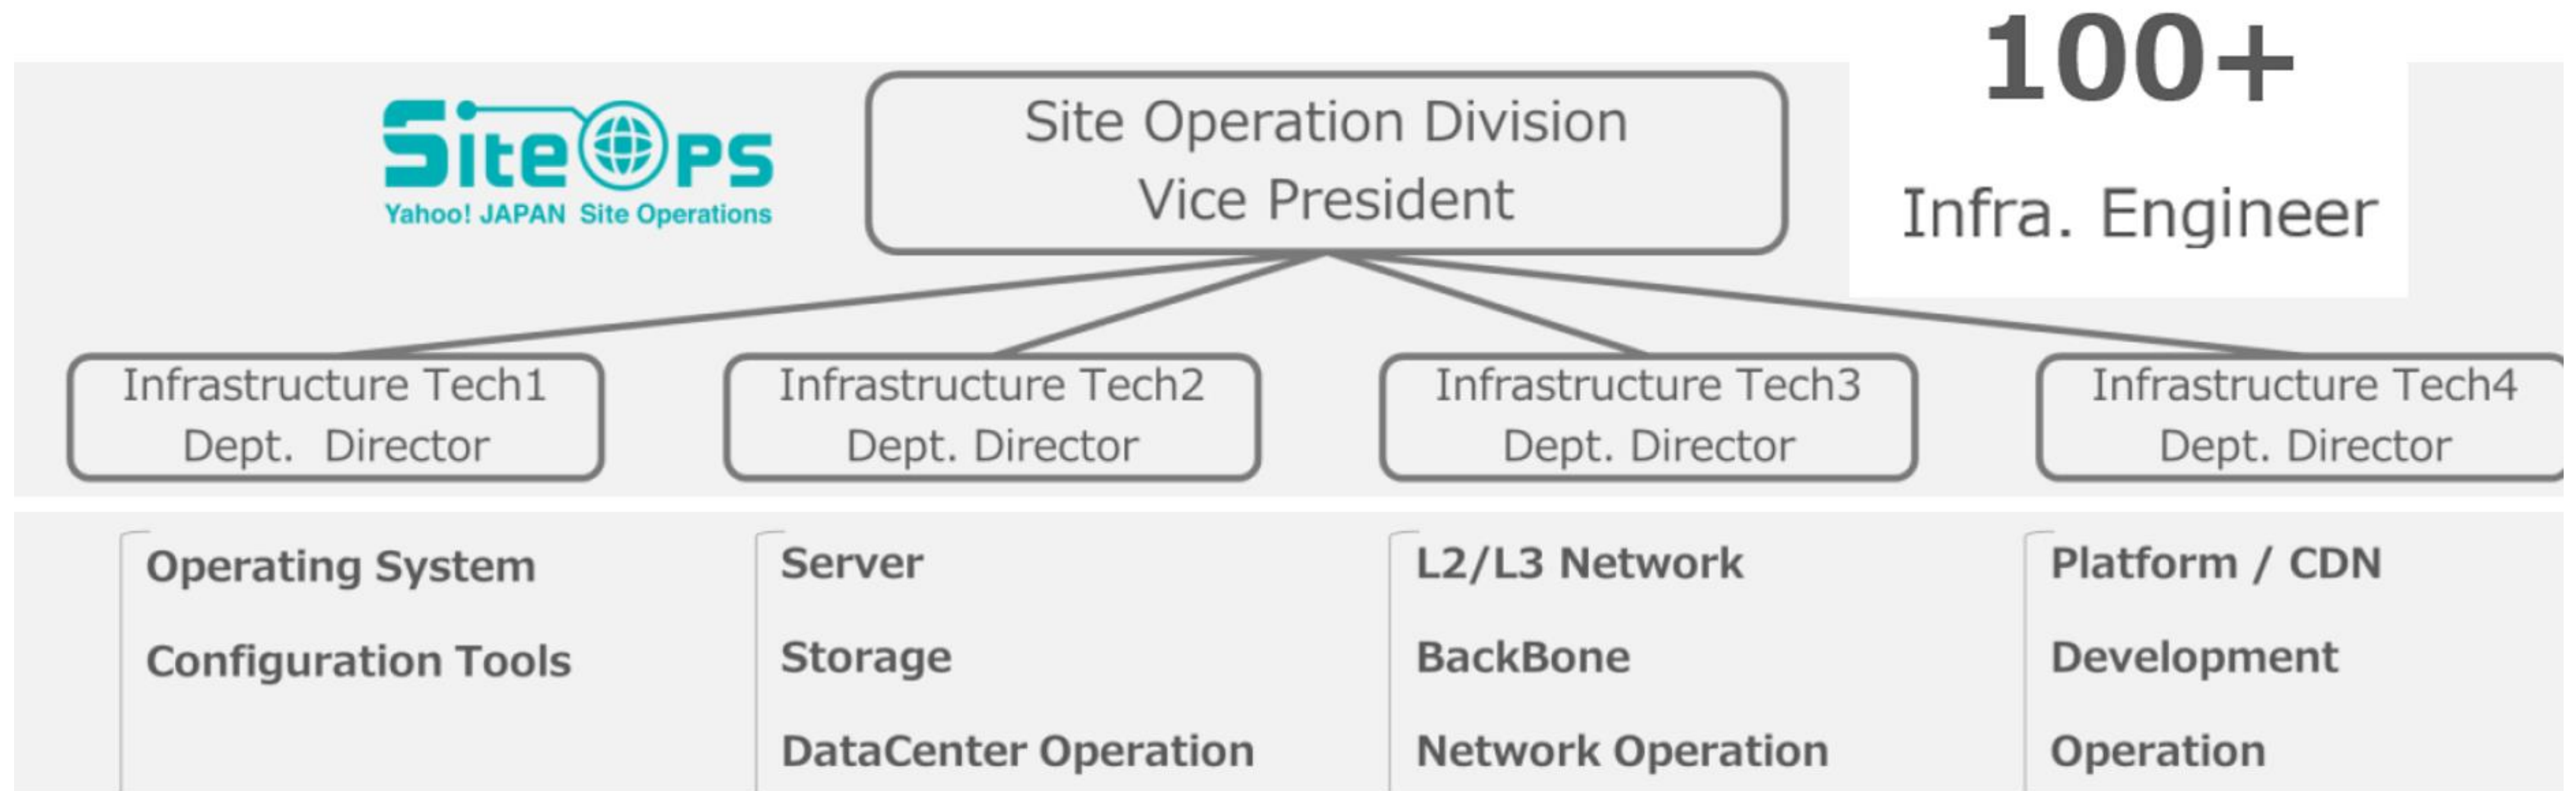 100+
Infra. Engineer
SiteOps
Yahoo! JAPAN Site Operations
Site Operation Division
Vice President
Infrastructure Tech1
Dept. Director
Infrastructure Tech2
Dept. Director
Infrastructure Tech3
Dept. Director
Infrastructure Tech4
Dept. Director
Operating System
Configuration Tools
Server
Storage
DataCenter Operation
L2/L3 Network
BackBone
Network Operation
Platform / CDN
Development
Operation